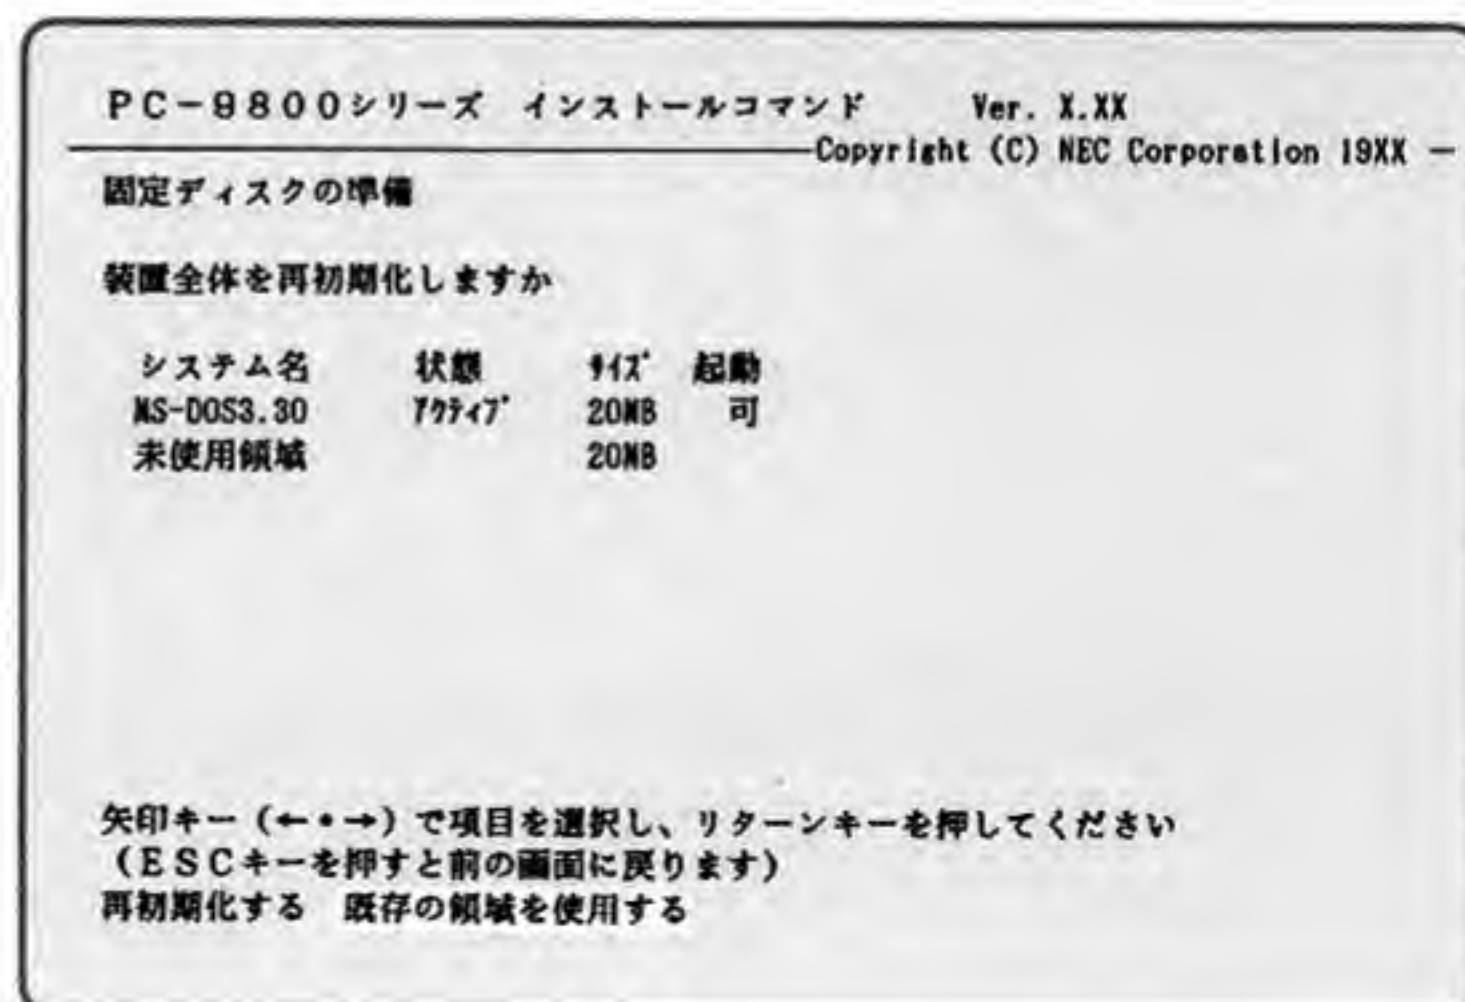 PC－9800シリーズ　インストールコマンド　Ver. X.XX
Copyright (C) NEC Corporation 19XX
固定ディスクの準備
装置全体を再初期化しますか
システム名　状態　ｻｲｽﾞ　起動
MS-DOS3.30　ｱｸﾃｨﾌﾞ　20MB　可
未使用領域　20MB
矢印キー（←・→）で項目を選択し、リターンキーを押してください
（ESCキーを押すと前の画面に戻ります）
再初期化する　既存の領域を使用する